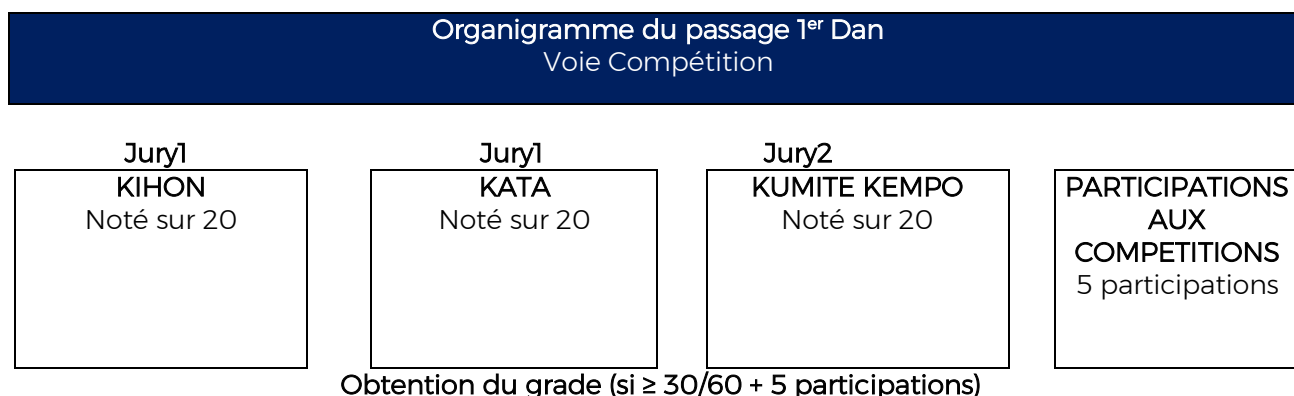 Organigramme du passage 1er Dan
Voie Compétition
Jury1
KIHON
Noté sur 20
Jury1
KATA
Noté sur 20
Jury2
KUMITE KEMPO
Noté sur 20
PARTICIPATIONS
AUX
COMPETITIONS
5 participations
Obtention du grade (si ≥ 30/60 + 5 participations)